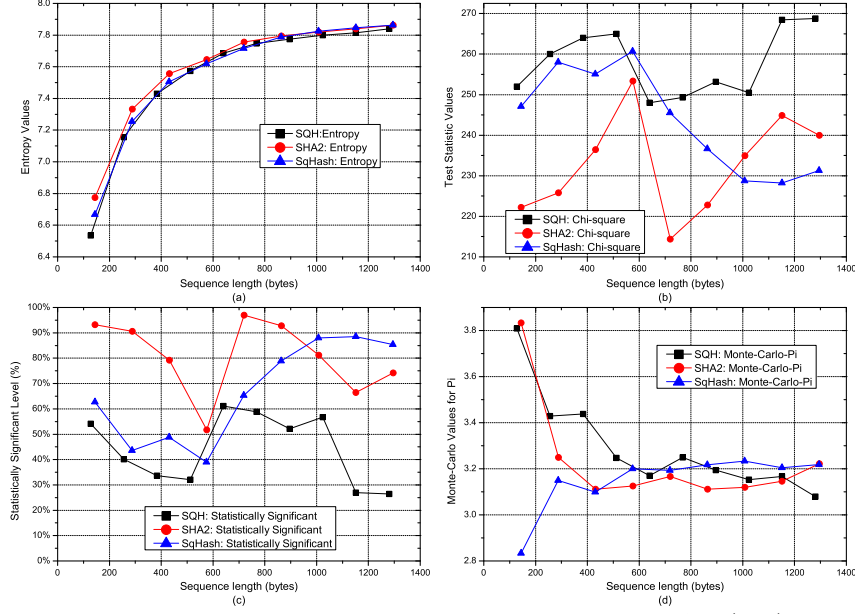 8.0
7.8
7.6
7.4
7.2
7.0
6.8
6.6
6.4
Entropy Values
SQH:Entropy
SHA2: Entropy
SqHash: Entropy
0 200 400 600 800 1000 1200 1400
Sequence length (bytes)
(a)
270
260
250
240
230
220
210
Test Statistic Values
SQH: Chi-square
SHA2: Chi-square
SqHash: Chi-square
0 200 400 600 800 1000 1200 1400
Sequence length (bytes)
(b)
100%
90%
80%
70%
60%
50%
40%
30%
20%
10%
0%
Statistically Significant Level (%)
SQH: Statistically Significant
SHA2: Statistically Significant
SqHash: Statistically Significant
0 200 400 600 800 1000 1200 1400
Sequence length (bytes)
(c)
3.8
3.6
3.4
3.2
3.0
2.8
Monte-Carlo Values for Pi
SQH: Monte-Carlo-Pi
SHA2: Monte-Carlo-Pi
SqHash: Monte-Carlo-Pi
0 200 400 600 800 1000 1200 1400
Sequence length (bytes)
(d)